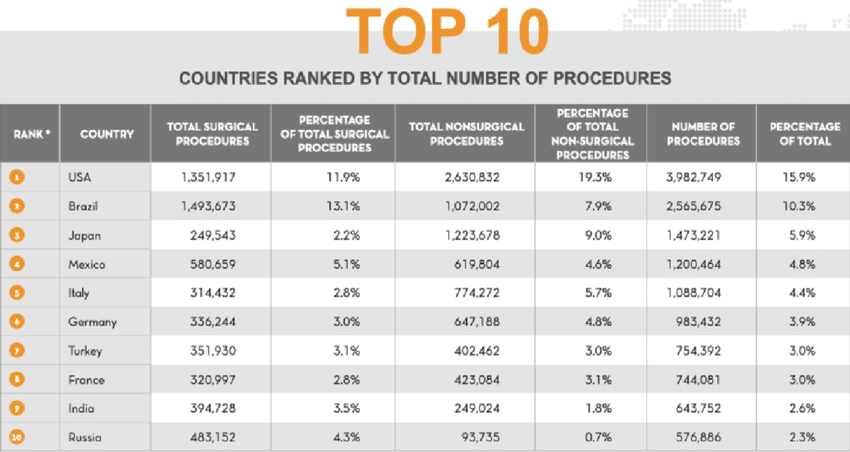 TOP 10
COUNTRIES RANKED BY TOTAL NUMBER OF PROCEDURES
RANK * COUNTRY TOTAL SURGICAL PROCEDURES PERCENTAGE OF TOTAL SURGICAL PROCEDURES TOTAL NONSURGICAL PROCEDURES PERCENTAGE OF TOTAL NON-SURGICAL PROCEDURES NUMBER OF PROCEDURES PERCENTAGE OF TOTAL
1 USA 1,351,917 11.9% 2,630,832 19.3% 3,982,749 15.9%
2 Brazil 1,493,673 13.1% 1,072,002 7.9% 2,565,675 10.3%
3 Japan 249,543 2.2% 1,223,678 9.0% 1,473,221 5.9%
4 Mexico 580,659 5.1% 619,804 4.6% 1,200,464 4.8%
5 Italy 314,432 2.8% 774,272 5.7% 1,088,704 4.4%
6 Germany 336,244 3.0% 647,188 4.8% 983,432 3.9%
7 Turkey 351,930 3.1% 402,462 3.0% 754,392 3.0%
8 France 320,997 2.8% 423,084 3.1% 744,081 3.0%
9 India 394,728 3.5% 249,024 1.8% 643,752 2.6%
10 Russia 483,152 4.3% 93,735 0.7% 576,886 2.3%